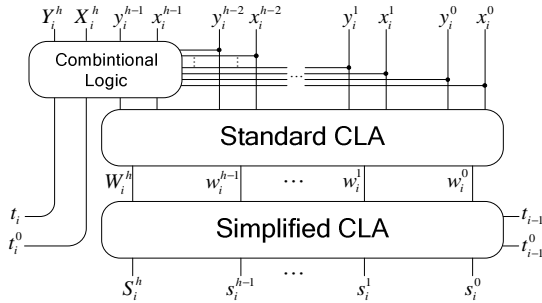 Y_i^h X_i^h y_i^{h-1} x_i^{h-1} y_i^{h-2} x_i^{h-2} y_i^1 x_i^1 y_i^0 x_i^0
Combintional
Logic
...
Standard CLA
W_i^h w_i^{h-1} ... w_i^1 w_i^0
t_i t_{i-1}
Simplified CLA
t_i^0 t_{i-1}^0
S_i^h s_i^{h-1} ... s_i^1 s_i^0